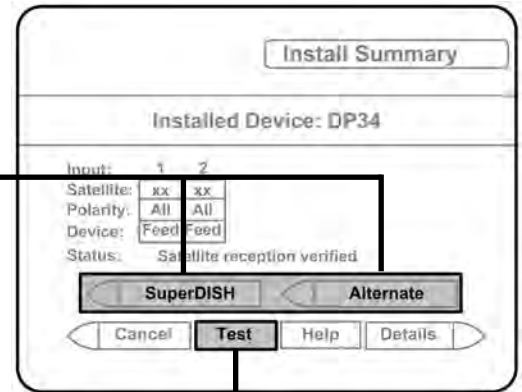 Install Summary
Installed Device: DP34
Input: 1 2
Satellite: xx xx
Polarity: All All
Device: Feed Feed
Status: Satellite reception verified
SuperDISH Alternate
Cancel Test Help Details